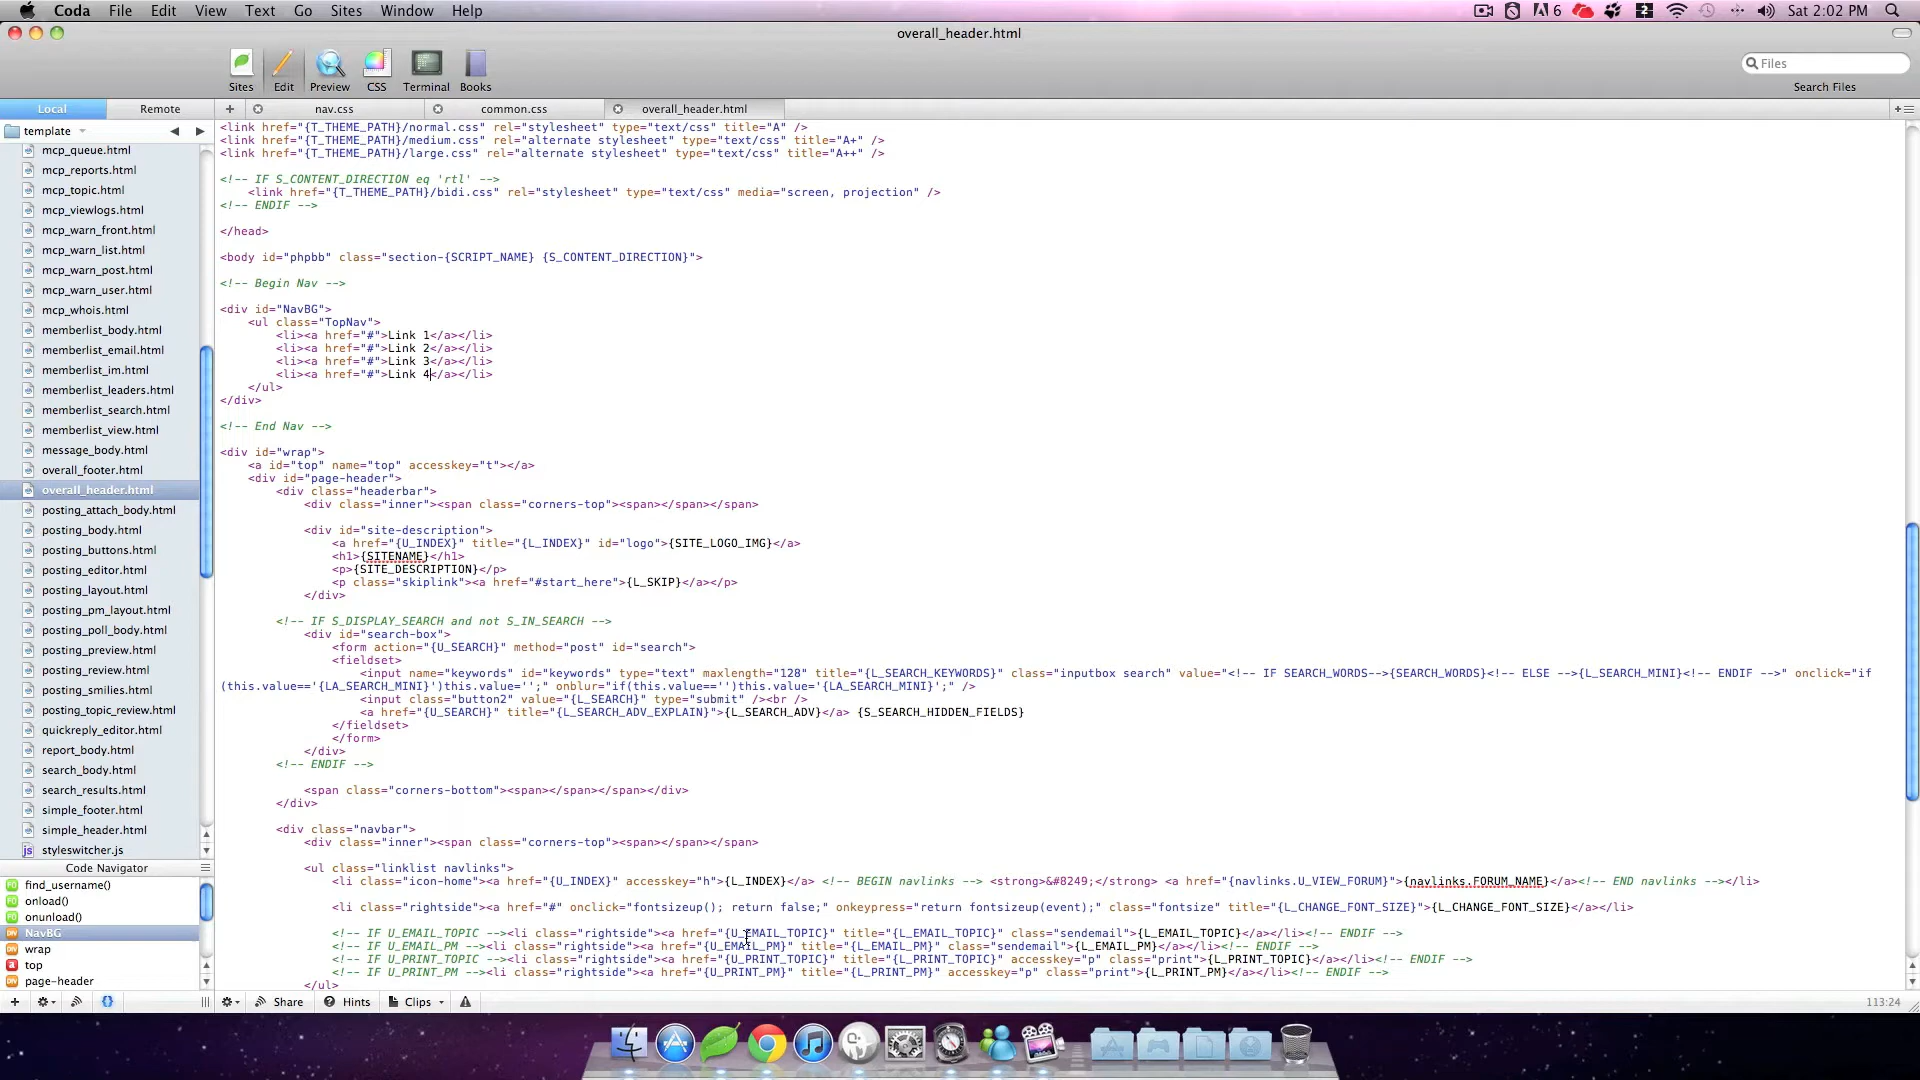 Coda File Edit View Text Go Sites Window Help 6 2 Sat 2:02 PM
overall_header.html
Sites Edit Preview CSS Terminal Books
Files
Search Files
Local Remote
nav.css common.css overall_header.html
template
mcp_queue.html
mcp_reports.html
mcp_topic.html
mcp_viewlogs.html
mcp_warn_front.html
mcp_warn_list.html
mcp_warn_post.html
mcp_warn_user.html
mcp_whois.html
memberlist_body.html
memberlist_email.html
memberlist_im.html
memberlist_leaders.html
memberlist_search.html
memberlist_view.html
message_body.html
overall_footer.html
overall_header.html
posting_attach_body.html
posting_body.html
posting_buttons.html
posting_editor.html
posting_layout.html
posting_pm_layout.html
posting_poll_body.html
posting_preview.html
posting_review.html
posting_smilies.html
posting_topic_review.html
quickreply_editor.html
report_body.html
search_body.html
search_results.html
simple_footer.html
simple_header.html
js styleswitcher.js
Code Navigator
find_username()
onload()
onunload()
NavBG
wrap
top
page-header
<link href="{T_THEME_PATH}/normal.css" rel="stylesheet" type="text/css" title="A" />
<link href="{T_THEME_PATH}/medium.css" rel="alternate stylesheet" type="text/css" title="A+" />
<link href="{T_THEME_PATH}/large.css" rel="alternate stylesheet" type="text/css" title="A++" />
<!-- IF S_CONTENT_DIRECTION eq 'rtl' -->
<link href="{T_THEME_PATH}/bidi.css" rel="stylesheet" type="text/css" media="screen, projection" />
<!-- ENDIF -->
</head>
<body id="phpbb" class="section-{SCRIPT_NAME} {S_CONTENT_DIRECTION}">
<!-- Begin Nav -->
<div id="NavBG">
<ul class="TopNav">
<li><a href="#">Link 1</a></li>
<li><a href="#">Link 2</a></li>
<li><a href="#">Link 3</a></li>
<li><a href="#">Link 4</a></li>
</ul>
</div>
<!-- End Nav -->
<div id="wrap">
<a id="top" name="top" accesskey="t"></a>
<div id="page-header">
<div class="headerbar">
<div class="inner"><span class="corners-top"><span></span></span>
<div id="site-description">
<a href="{U_INDEX}" title="{L_INDEX}" id="logo">{SITE_LOGO_IMG}</a>
<h1>{SITENAME}</h1>
<p>{SITE_DESCRIPTION}</p>
<p class="skiplink"><a href="#start_here">{L_SKIP}</a></p>
</div>
<!-- IF S_DISPLAY_SEARCH and not S_IN_SEARCH -->
<div id="search-box">
<form action="{U_SEARCH}" method="post" id="search">
<fieldset>
<input name="keywords" id="keywords" type="text" maxlength="128" title="{L_SEARCH_KEYWORDS}" class="inputbox search" value="<!-- IF SEARCH_WORDS-->{SEARCH_WORDS}<!-- ELSE -->{L_SEARCH_MINI}<!-- ENDIF -->" onclick="if
(this.value=='{LA_SEARCH_MINI}')this.value='';" onblur="if(this.value=='')this.value='{LA_SEARCH_MINI}';" />
<input class="button2" value="{L_SEARCH}" type="submit" /><br />
<a href="{U_SEARCH}" title="{L_SEARCH_ADV_EXPLAIN}">{L_SEARCH_ADV}</a> {S_SEARCH_HIDDEN_FIELDS}
</fieldset>
</form>
</div>
<!-- ENDIF -->
<span class="corners-bottom"><span></span></span></div>
</div>
<div class="navbar">
<div class="inner"><span class="corners-top"><span></span></span>
<ul class="linklist navlinks">
<li class="icon-home"><a href="{U_INDEX}" accesskey="h">{L_INDEX}</a> <!-- BEGIN navlinks --> <strong>&#8249;</strong> <a href="{navlinks.U_VIEW_FORUM}">{navlinks.FORUM_NAME}</a><!-- END navlinks --></li>
<li class="rightside"><a href="#" onclick="fontsizeup(); return false;" onkeypress="return fontsizeup(event);" class="fontsize" title="{L_CHANGE_FONT_SIZE}">{L_CHANGE_FONT_SIZE}</a></li>
<!-- IF U_EMAIL_TOPIC --><li class="rightside"><a href="{U_EMAIL_TOPIC}" title="{L_EMAIL_TOPIC}" class="sendemail">{L_EMAIL_TOPIC}</a></li><!-- ENDIF -->
<!-- IF U_EMAIL_PM --><li class="rightside"><a href="{U_EMAIL_PM}" title="{L_EMAIL_PM}" class="sendemail">{L_EMAIL_PM}</a></li><!-- ENDIF -->
<!-- IF U_PRINT_TOPIC --><li class="rightside"><a href="{U_PRINT_TOPIC}" title="{L_PRINT_TOPIC}" accesskey="p" class="print">{L_PRINT_TOPIC}</a></li><!-- ENDIF -->
<!-- IF U_PRINT_PM --><li class="rightside"><a href="{U_PRINT_PM}" title="{L_PRINT_PM}" accesskey="p" class="print">{L_PRINT_PM}</a></li><!-- ENDIF -->
</ul>
Share Hints Clips 113:24